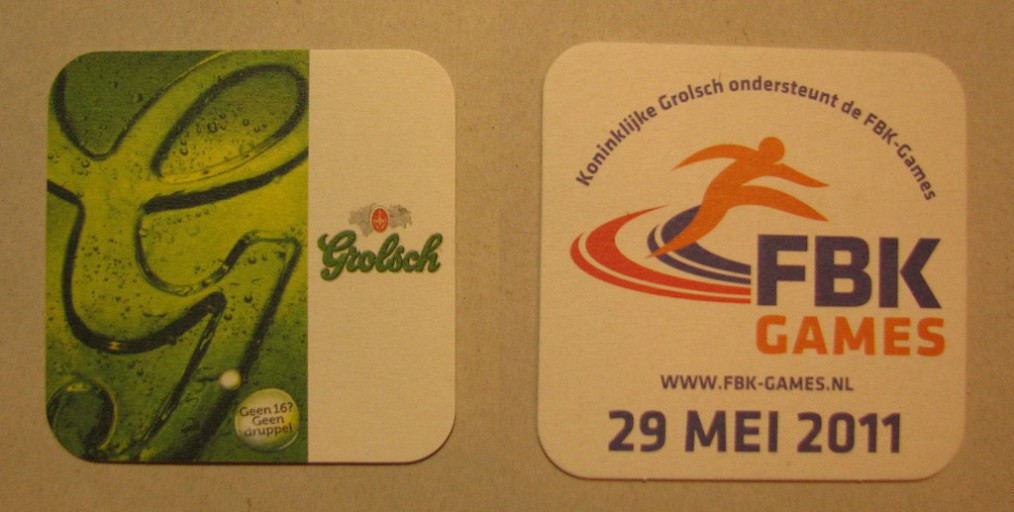 Grolsch
Geen 16?
Geen
druppel
Koninklijke Grolsch ondersteunt de FBK-Games
FBK
GAMES
WWW.FBK-GAMES.NL
29 MEI 2011